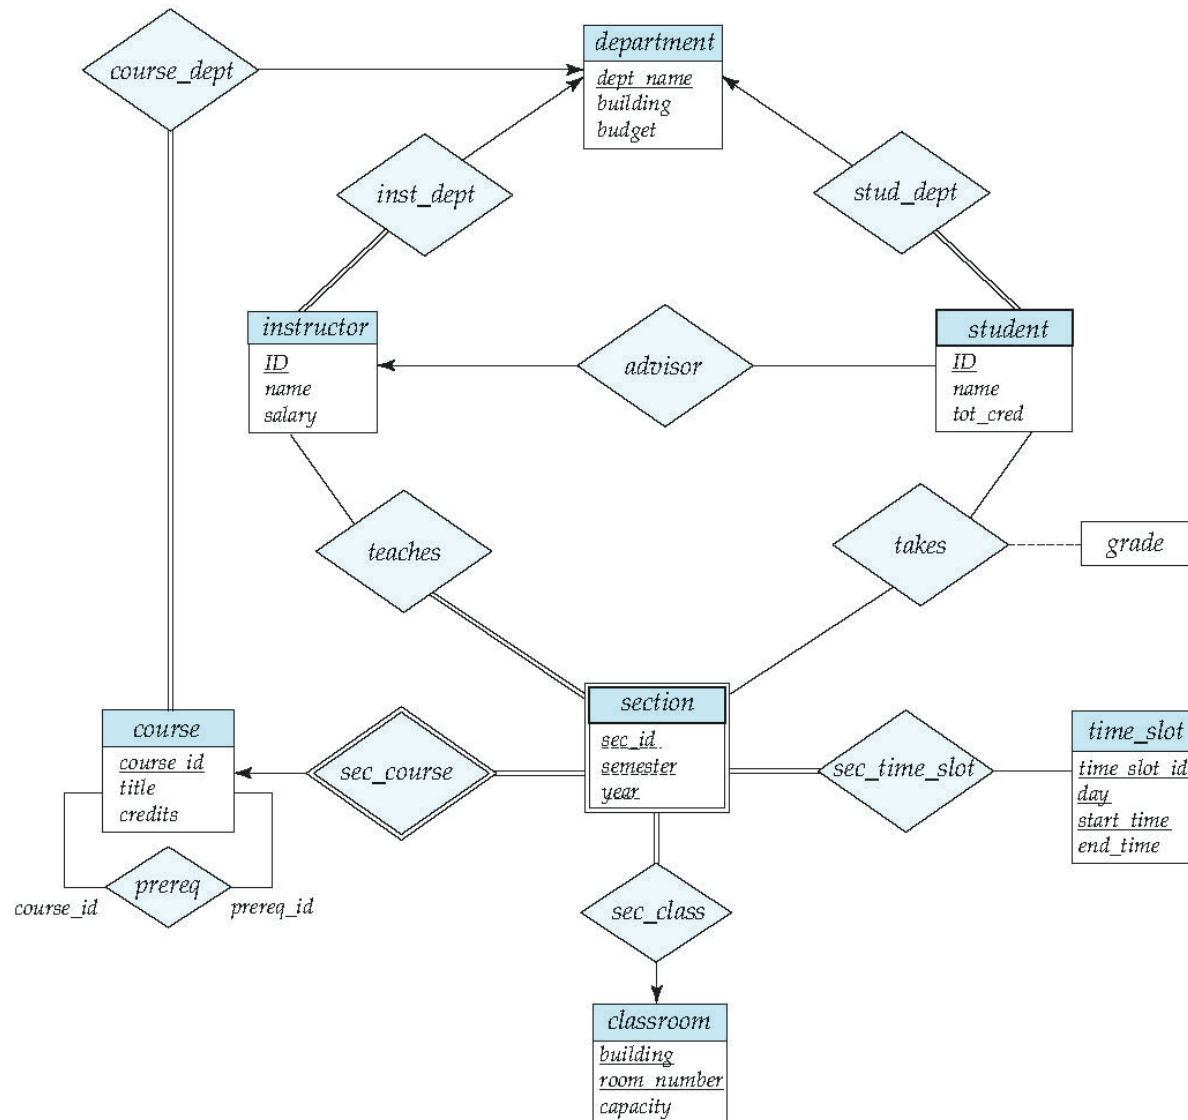 department
course_dept
dept_name
building
budget
inst_dept
stud_dept
instructor
ID
name
salary
advisor
student
ID
name
tot_cred
teaches
takes
grade
section
sec_id
semester
year
course
course_id
title
credits
sec_course
sec_time_slot
time_slot
time_slot_id
day
start_time
end_time
prereq
course_id
prereq_id
sec_class
classroom
building
room_number
capacity